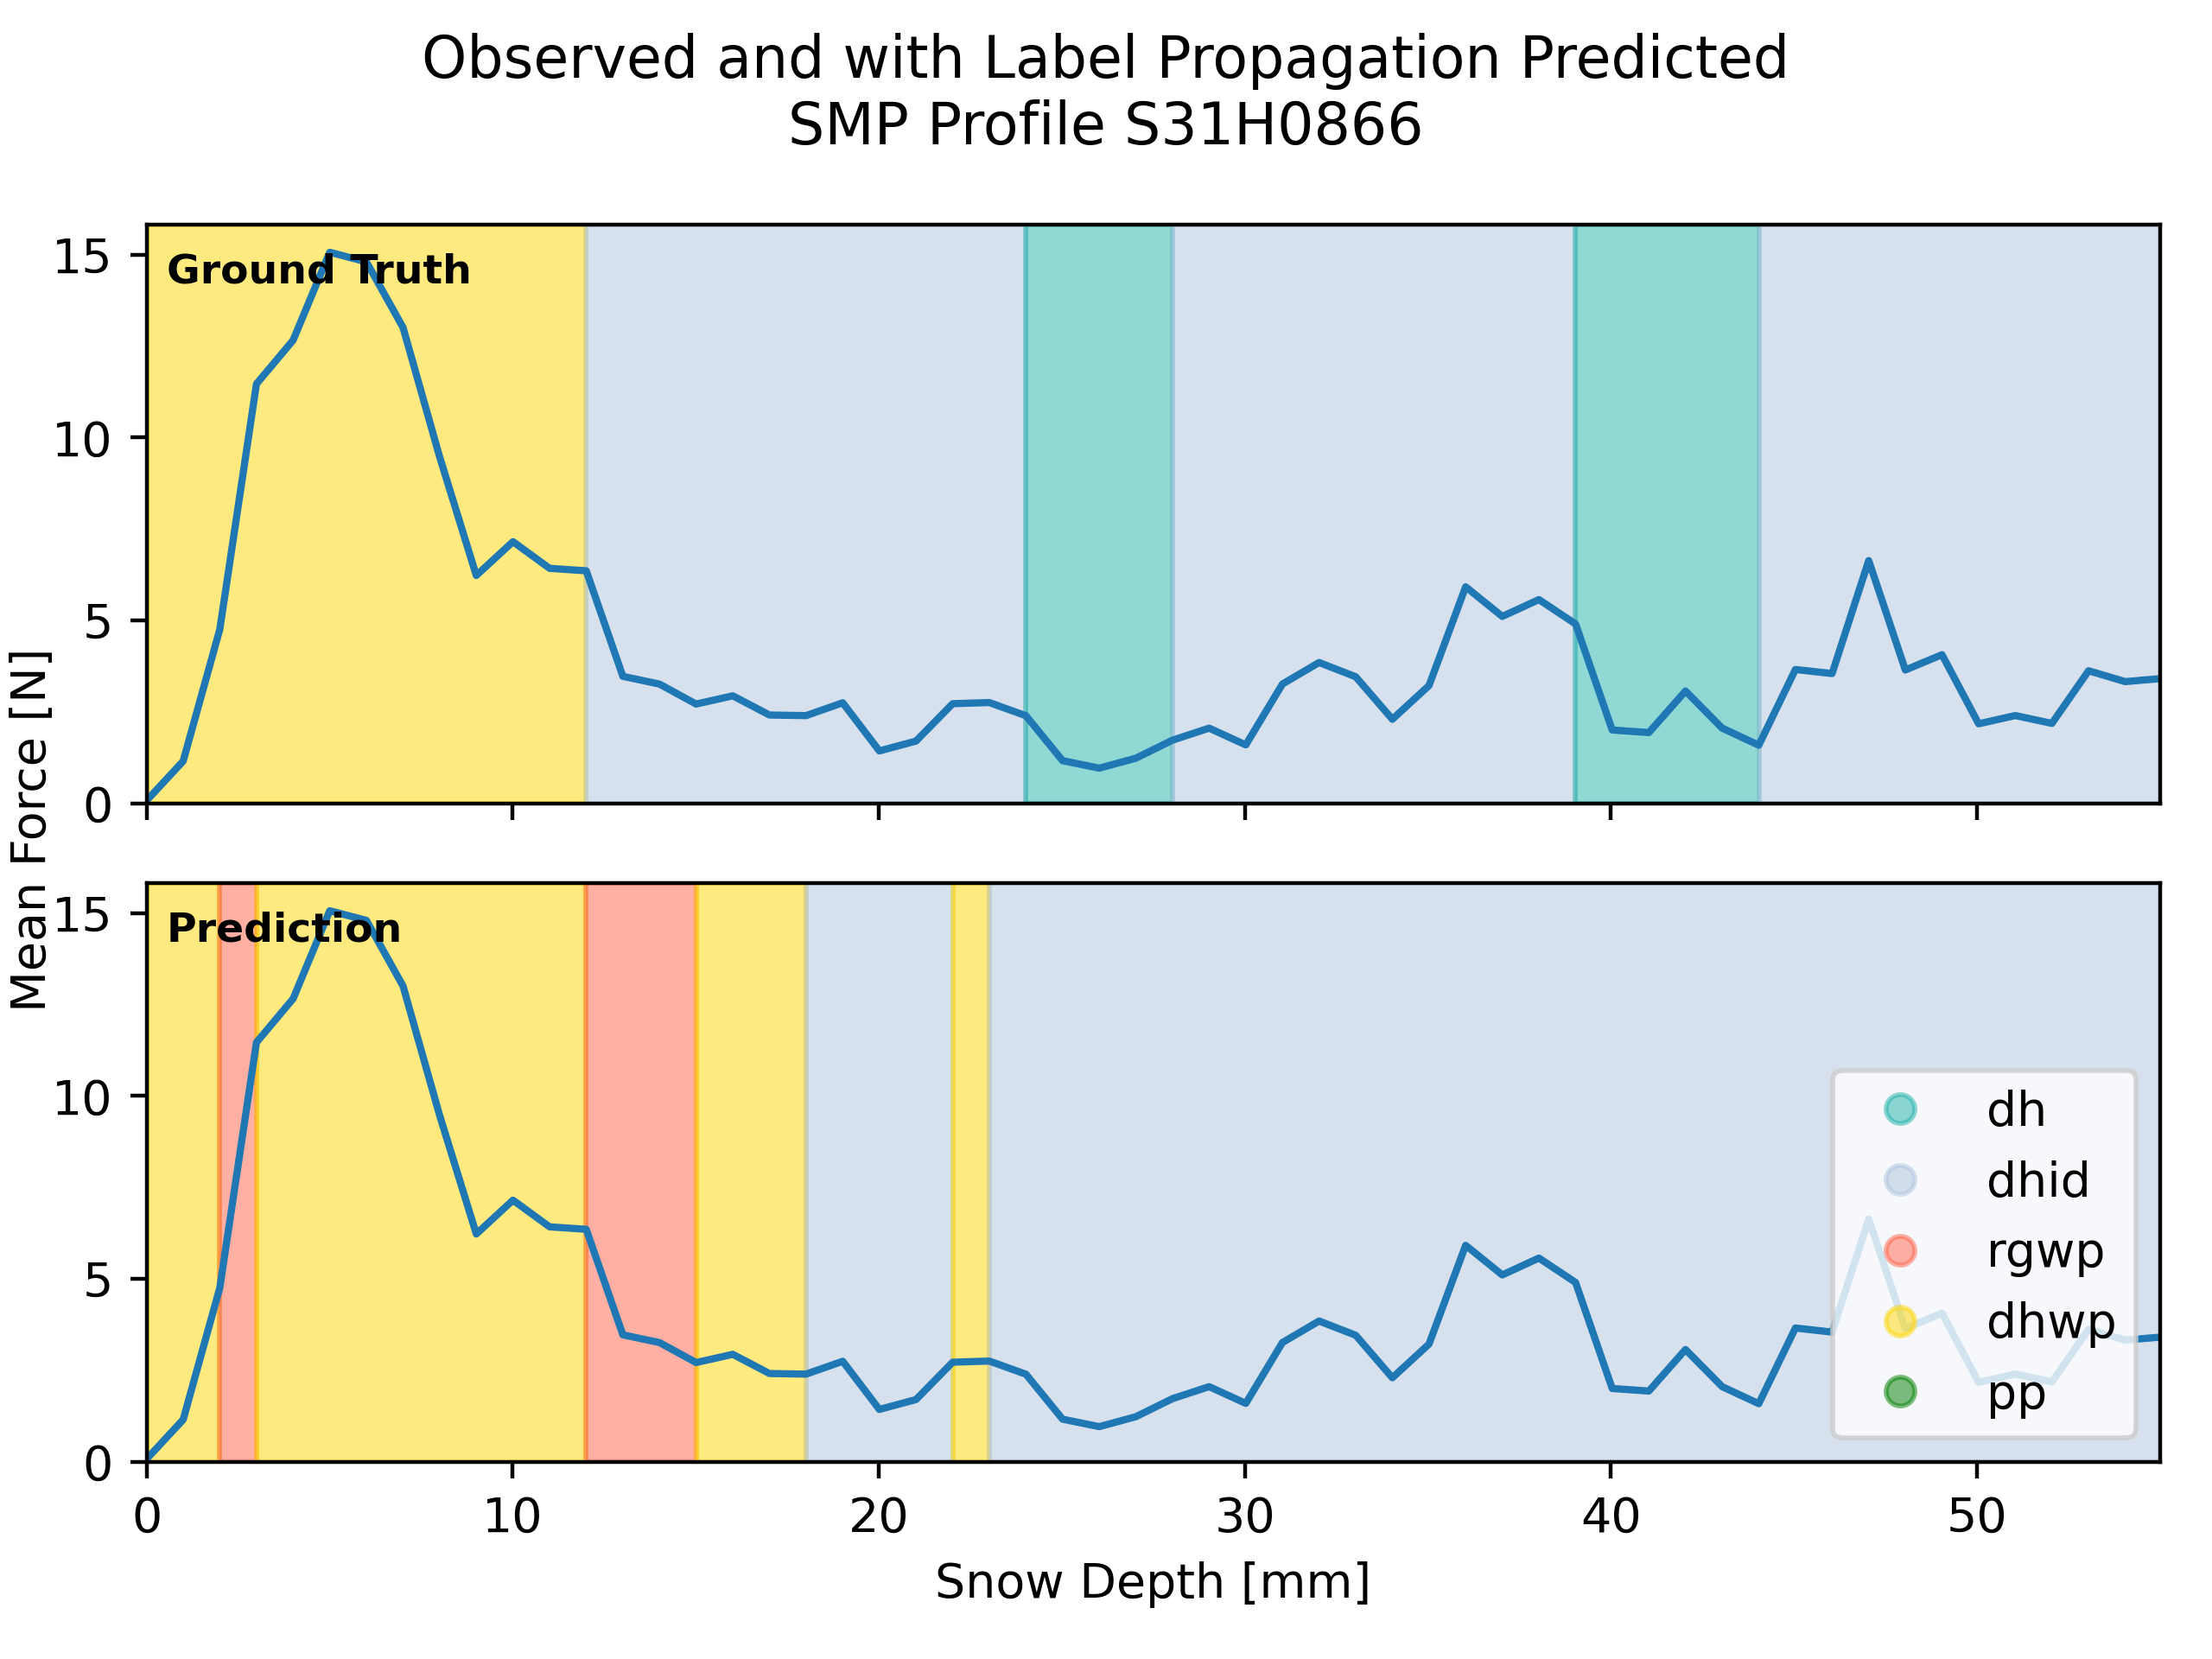 Observed and with Label Propagation Predicted
SMP Profile S31H0866
Ground Truth
15
10
5
0
Mean Force [N]
Prediction
15
10
5
0
dh
dhid
rgwp
dhwp
pp
0 10 20 30 40 50
Snow Depth [mm]